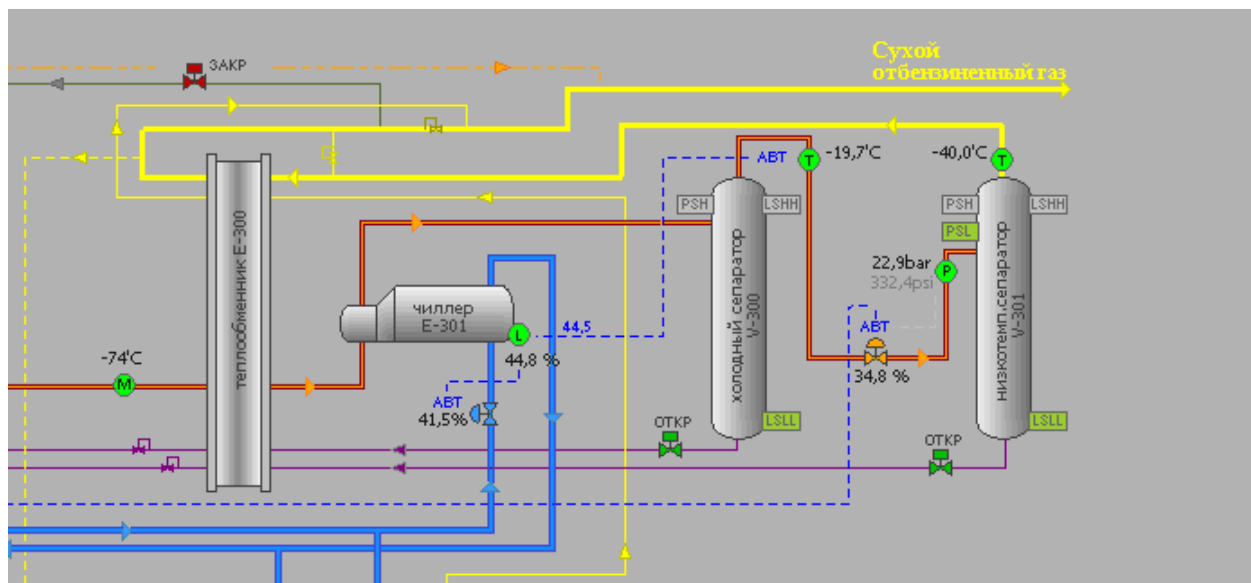 Сухой
отбензиненный газ
ЗАКР
АВТ
-19,7'C
-40,0'C
PSH
LSHH
PSH
LSHH
PSL
теплообменник E-300
холодный сепаратор
V-300
низкотемп.сепаратор
V-301
T
T
22,9bar
332,4psi
P
чиллер
E-301
L
44,5
АВТ
-74'C
M
44,8 %
34,8 %
АВТ
41,5%
ОТКР
LSLL
LSLL
ОТКР